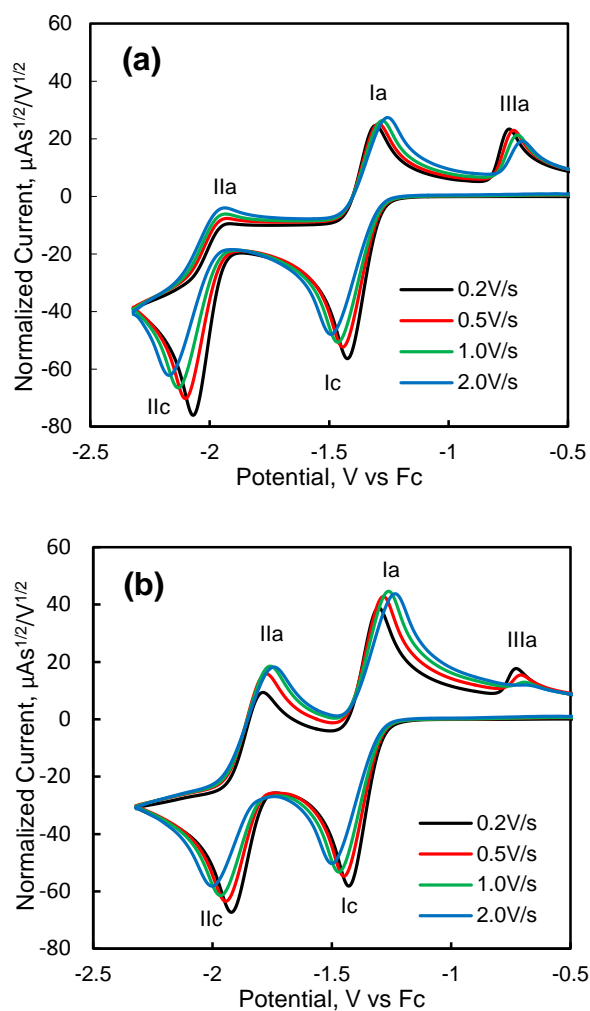 (a)
Normalized Current, µAs1/2/V1/2
60
40
20
0
-20
-40
-60
-80
Ia
IIIa
IIa
IIc
Ic
0.2V/s
0.5V/s
1.0V/s
2.0V/s
-2.5
-2
-1.5
-1
-0.5
Potential, V vs Fc
(b)
Normalized Current, µAs1/2/V1/2
60
40
20
0
-20
-40
-60
-80
Ia
IIa
IIIa
IIc
Ic
0.2V/s
0.5V/s
1.0V/s
2.0V/s
-2.5
-2
-1.5
-1
-0.5
Potential, V vs Fc